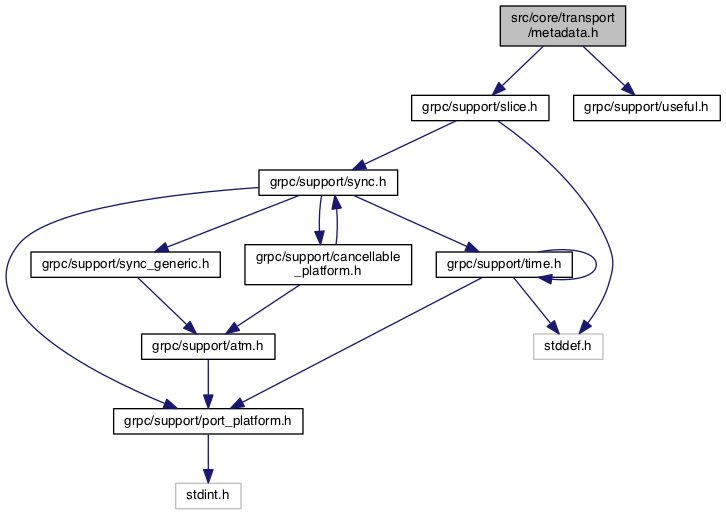 src/core/transport
/metadata.h
grpc/support/slice.h
grpc/support/useful.h
grpc/support/sync.h
grpc/support/sync_generic.h
grpc/support/cancellable
_platform.h
grpc/support/time.h
grpc/support/atm.h
stddef.h
grpc/support/port_platform.h
stdint.h